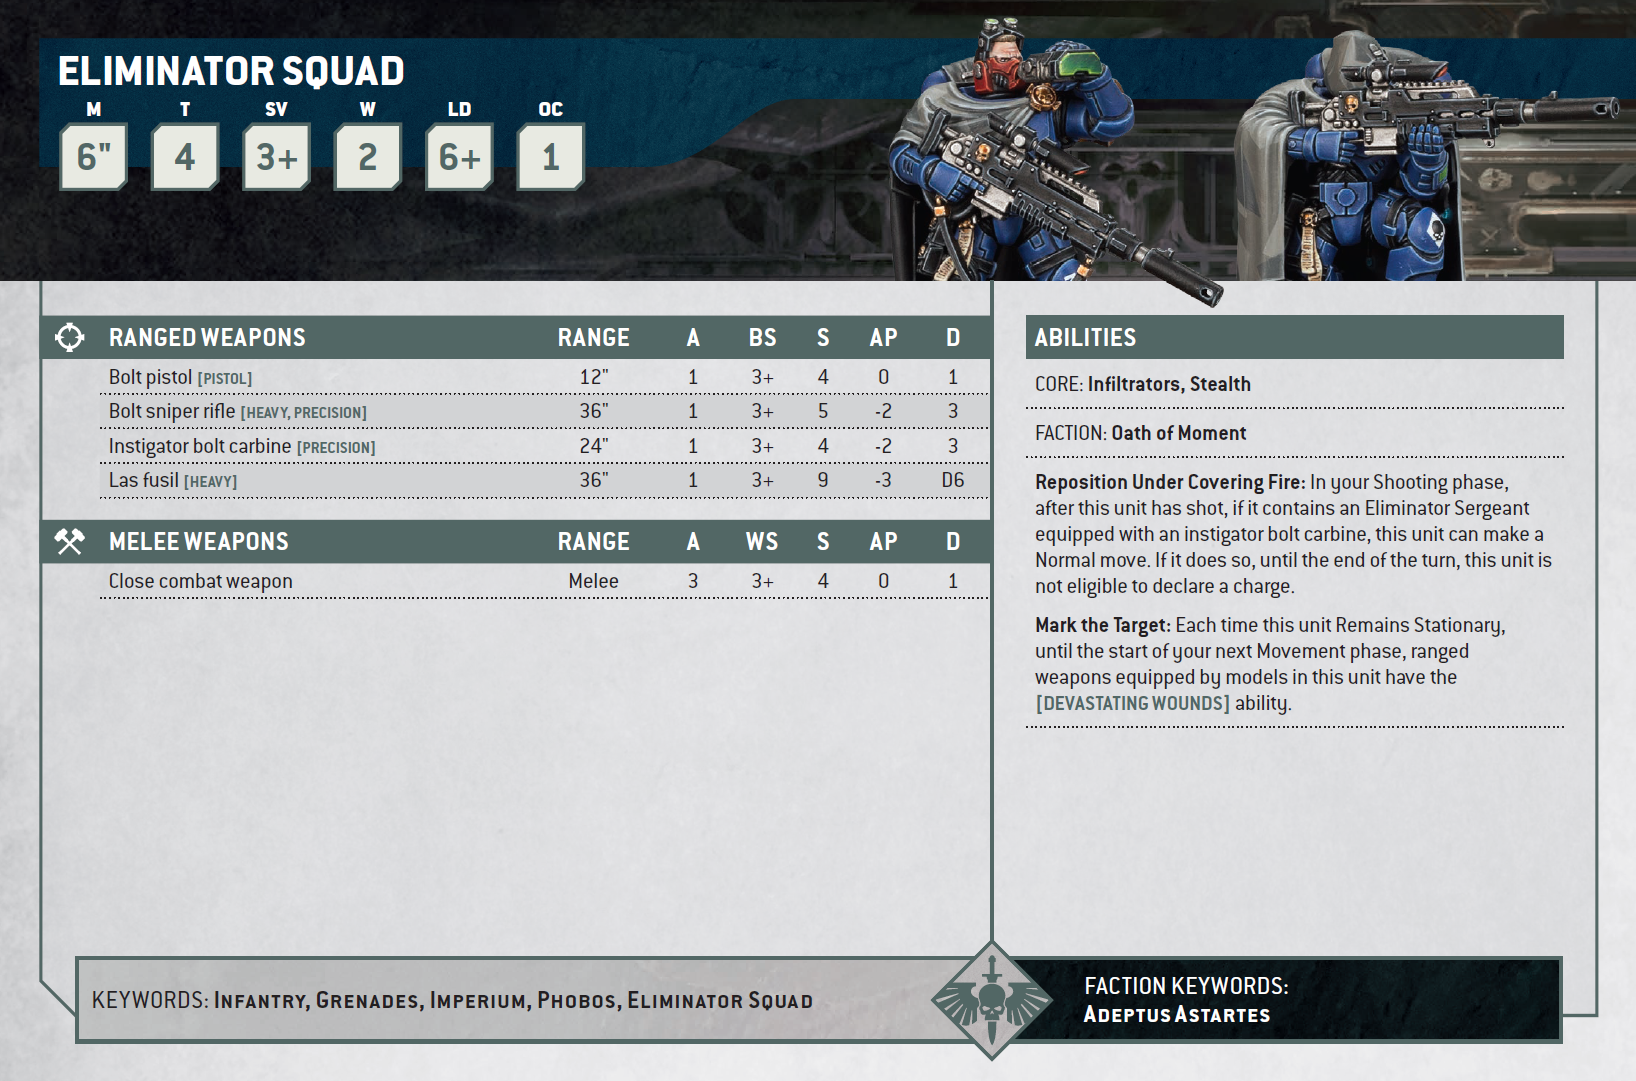 ELIMINATOR SQUAD
M T SV W LD OC
6" 4 3+ 2 6+ 1
RANGED WEAPONS RANGE A BS S AP D
Bolt pistol [PISTOL] 12" 1 3+ 4 0 1
Bolt sniper rifle [HEAVY, PRECISION] 36" 1 3+ 5 -2 3
Instigator bolt carbine [PRECISION] 24" 1 3+ 4 -2 3
Las fusil [HEAVY] 36" 1 3+ 9 -3 D6
MELEE WEAPONS RANGE A WS S AP D
Close combat weapon Melee 3 3+ 4 0 1
ABILITIES
CORE: Infiltrators, Stealth
FACTION: Oath of Moment
Reposition Under Covering Fire: In your Shooting phase,
after this unit has shot, if it contains an Eliminator Sergeant
equipped with an instigator bolt carbine, this unit can make a
Normal move. If it does so, until the end of the turn, this unit is
not eligible to declare a charge.
Mark the Target: Each time this unit Remains Stationary,
until the start of your next Movement phase, ranged
weapons equipped by models in this unit have the
[DEVASTATING WOUNDS] ability.
KEYWORDS: INFANTRY, GRENADES, IMPERIUM, PHOBOS, ELIMINATOR SQUAD
FACTION KEYWORDS:
ADEPTUS ASTARTES